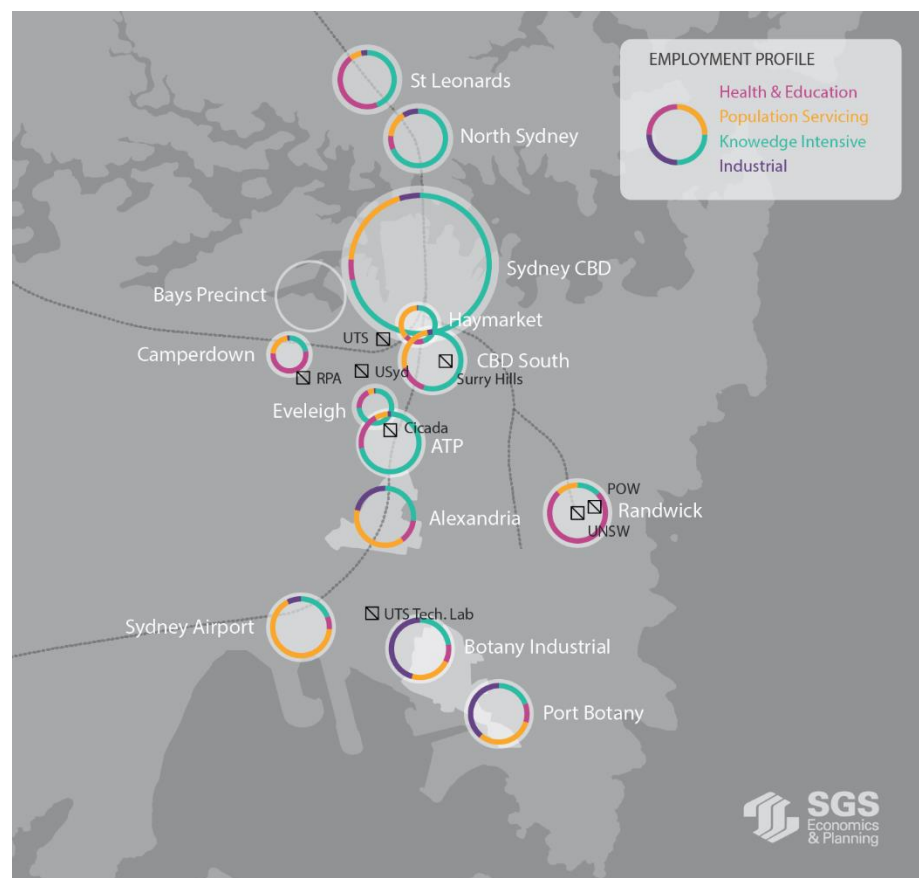 EMPLOYMENT PROFILE
Health & Education
Population Servicing
Knowedge Intensive
Industrial
St Leonards
North Sydney
Sydney CBD
Bays Precinct
Haymarket
UTS
Camperdown
CBD South
RPA
USyd
Surry Hills
Eveleigh
Cicada
ATP
POW
Randwick
Alexandria
UNSW
UTS Tech. Lab
Sydney Airport
Botany Industrial
Port Botany
SGS
Economics
& Planning